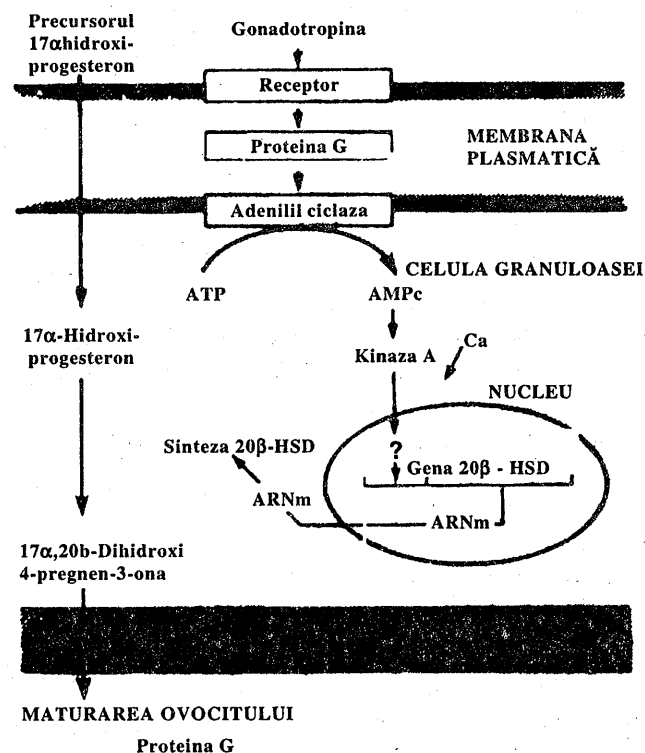 Precursorul
17αhidroxi-
progesteron
Gonadotropina
Receptor
Proteina G
MEMBRANA
PLASMATICĂ
Adenilil ciclaza
CELULA GRANULOASEI
ATP
AMPc
17α-Hidroxi-
progesteron
Kinaza A
Ca
NUCLEU
?
Sinteza 20β-HSD
Gena 20β - HSD
ARNm
ARNm
17α,20b-Dihidroxi
4-pregnen-3-ona
MATURAREA OVOCITULUI
Proteina G